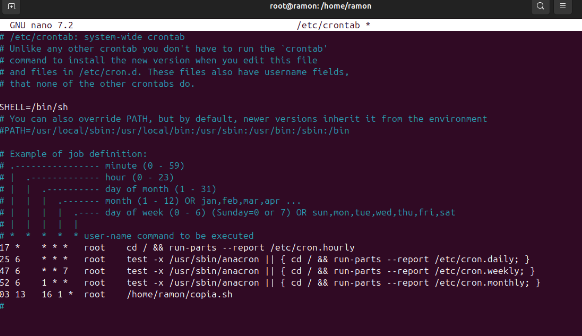 root@ramon: /home/ramon
GNU nano 7.2 /etc/crontab *
# /etc/crontab: system-wide crontab
# Unlike any other crontab you don't have to run the `crontab'
# command to install the new version when you edit this file
# and files in /etc/cron.d. These files also have username fields,
# that none of the other crontabs do.
SHELL=/bin/sh
# You can also override PATH, but by default, newer versions inherit it from the environment
#PATH=/usr/local/sbin:/usr/local/bin:/usr/sbin:/usr/bin:/sbin:/bin
# Example of job definition:
# .---------------- minute (0 - 59)
# | .------------- hour (0 - 23)
# | | .---------- day of month (1 - 31)
# | | | .------- month (1 - 12) OR jan,feb,mar,apr ...
# | | | | .---- day of week (0 - 6) (Sunday=0 or 7) OR sun,mon,tue,wed,thu,fri,sat
# | | | | |
# * * * * * user-name command to be executed
17 * * * * root cd / && run-parts --report /etc/cron.hourly
25 6 * * * root test -x /usr/sbin/anacron || { cd / && run-parts --report /etc/cron.daily; }
47 6 * * 7 root test -x /usr/sbin/anacron || { cd / && run-parts --report /etc/cron.weekly; }
52 6 1 * * root test -x /usr/sbin/anacron || { cd / && run-parts --report /etc/cron.monthly; }
03 13 16 1 * root /home/ramon/copia.sh
#